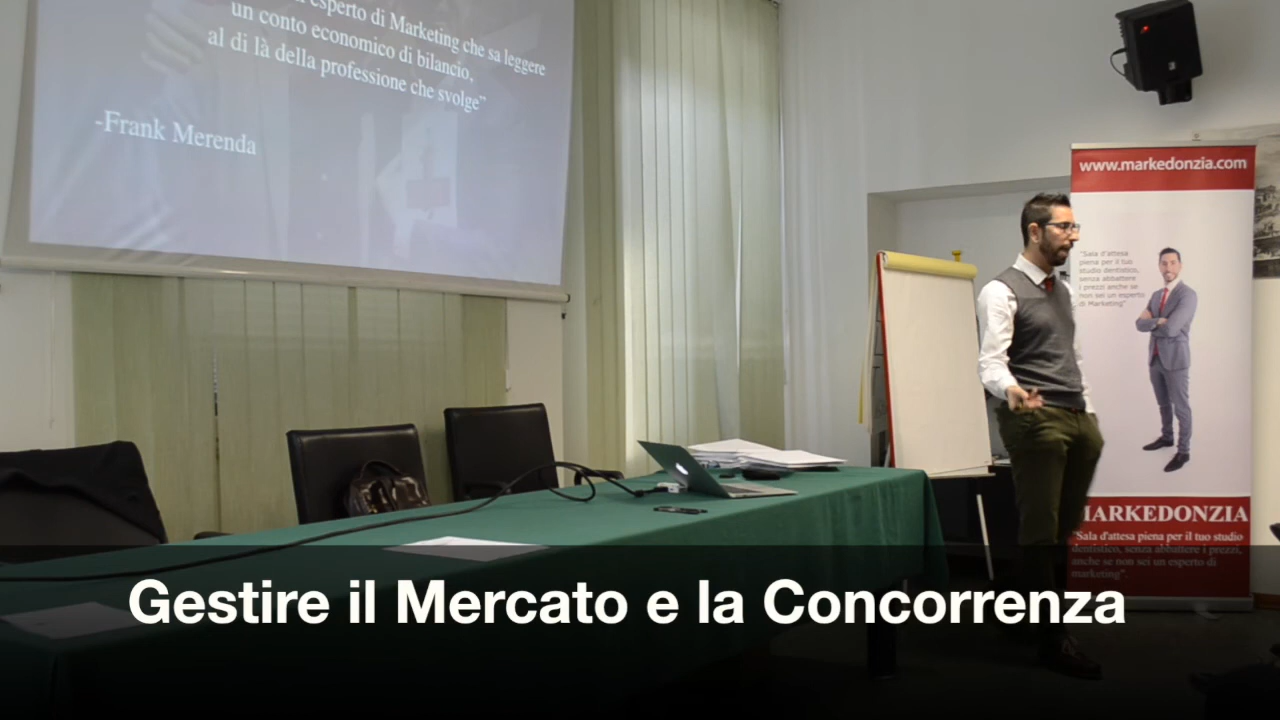 esperto di Marketing che sa leggere
un conto economico di bilancio,
al di là della professione che svolge”
-Frank Merenda
www.markedonzia.com
“Sala d'attesa
piena per il tuo
studio dentistico,
senza abbattere
i prezzi anche se
non sei un esperto
di Marketing”
MARKEDONZIA
"Sala d'attesa piena per il tuo studio
dentistico, senza abbattere i prezzi,
anche se non sei un esperto di
marketing".
Gestire il Mercato e la Concorrenza